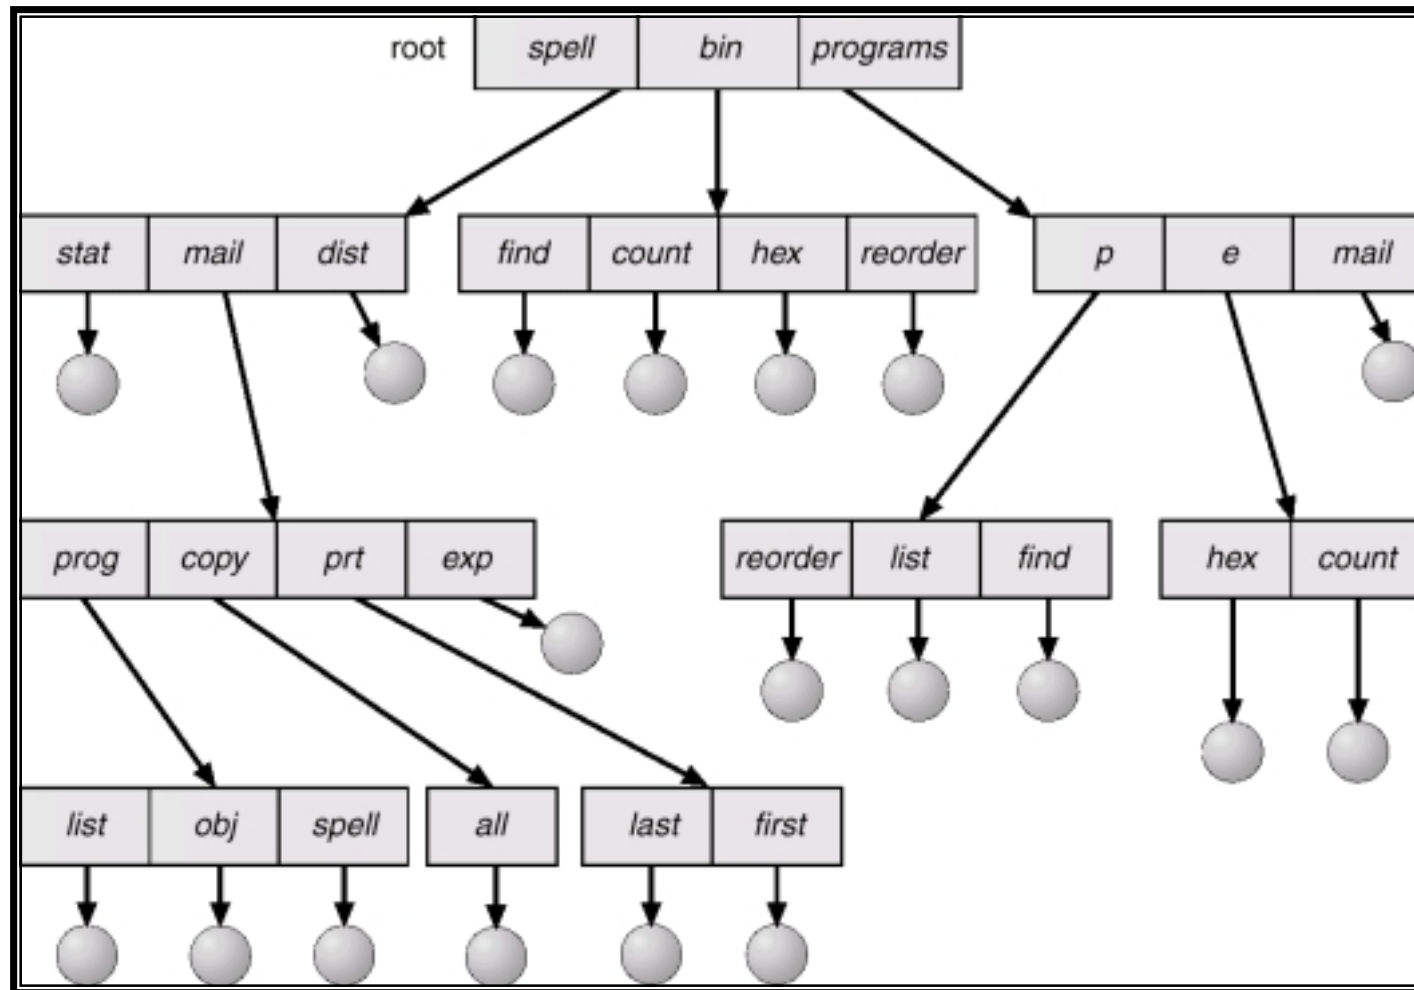 root spell bin programs
stat mail dist find count hex reorder p e mail
prog copy prt exp reorder list find hex count
list obj spell all last first